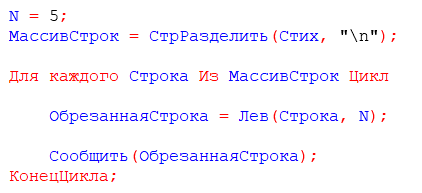 N = 5;
МассивСтрок = СтрРазделить(Стих, "\n");
Для каждого Строка Из МассивСтрок Цикл
ОбрезаннаяСтрока = Лев(Строка, N);
Сообщить(ОбрезаннаяСтрока);
КонецЦикла;